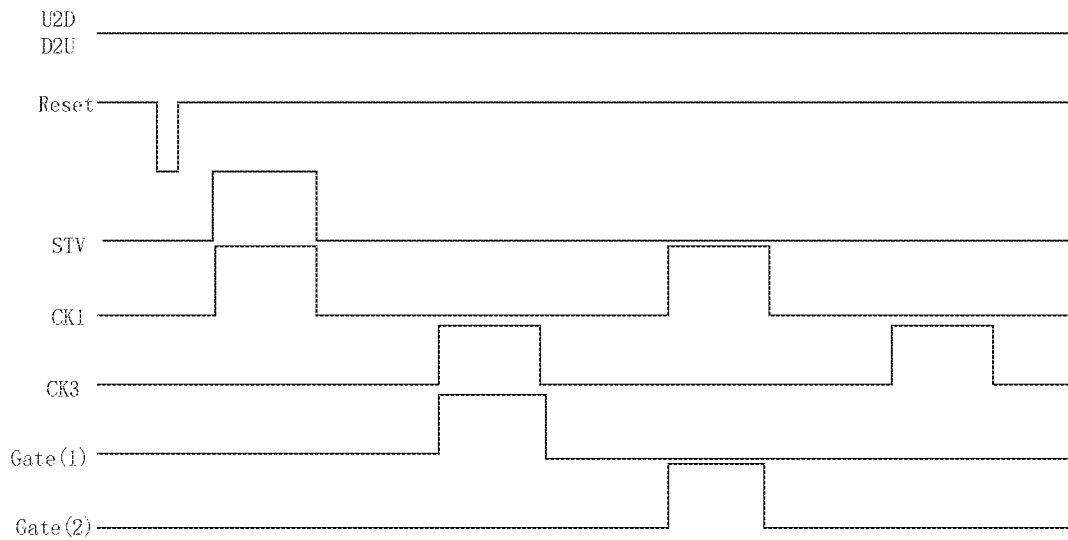 U2D
D2U
Reset
STV
CK1
CK3
Gate(1)
Gate(2)